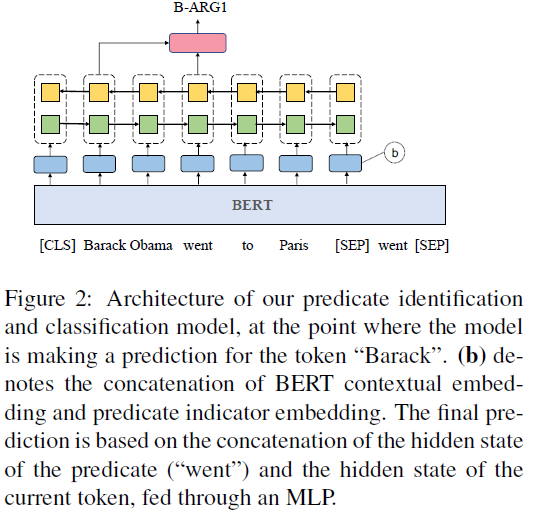 B-ARG1
b
BERT
[CLS] Barack Obama went to Paris [SEP] went [SEP]
Figure 2: Architecture of our predicate identification
and classification model, at the point where the model
is making a prediction for the token “Barack”. (b) de-
notes the concatenation of BERT contextual embed-
ding and predicate indicator embedding. The final pre-
diction is based on the concatenation of the hidden state
of the predicate (“went”) and the hidden state of the
current token, fed through an MLP.